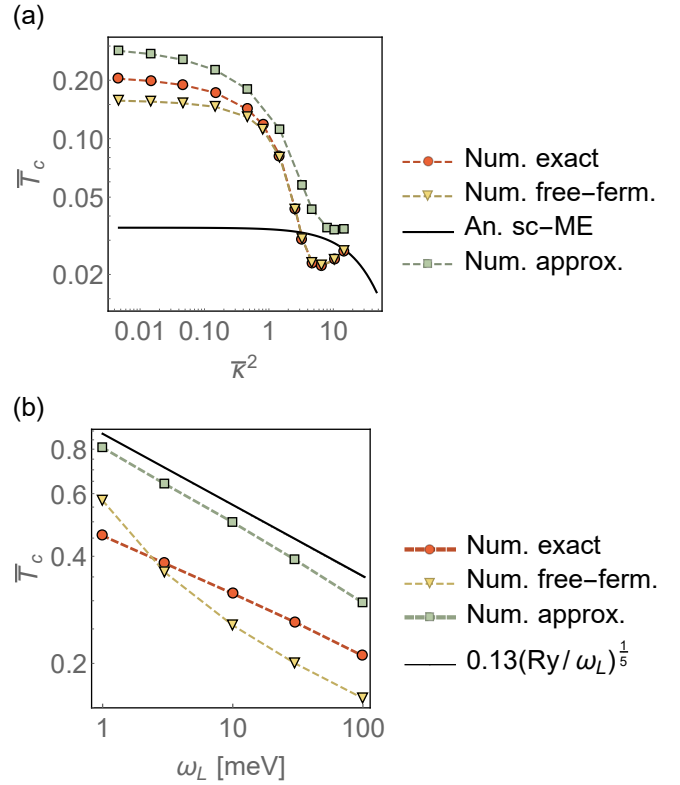 (a)
0.20
0.10
0.05
0.02
T̅c
0.01
0.10
1
10
κ̅²
Num. exact
Num. free-ferm.
An. sc-ME
Num. approx.
(b)
0.8
0.6
0.4
0.2
T̅c
1
10
100
ωL [meV]
Num. exact
Num. free-ferm.
Num. approx.
0.13(Ry/ωL)^1/5